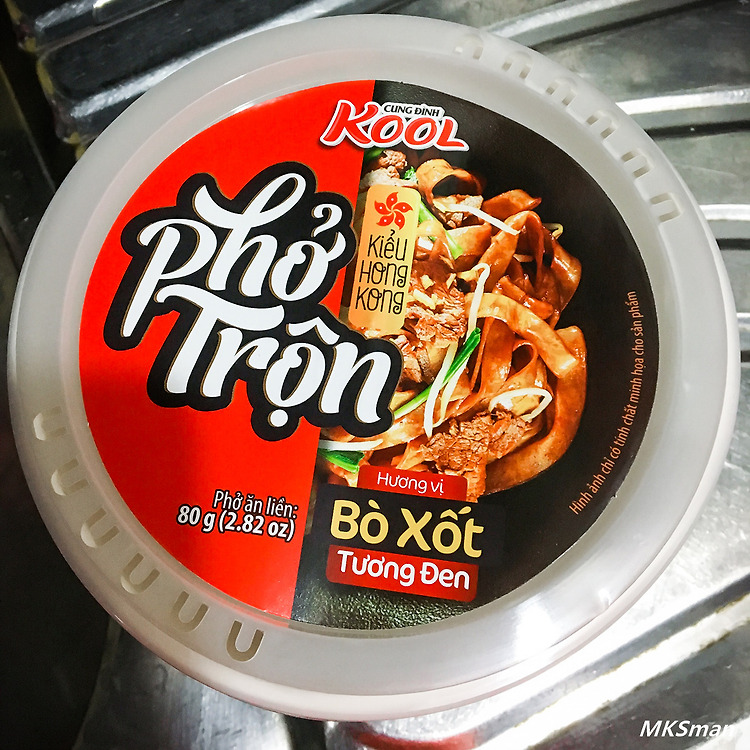 CUNG ĐÌNH
KOOL
Phở
Trộn
Kiểu
Hong
Kong
Hương vị
Bò Xốt
Tương Đen
Phở ăn liền:
80 g (2.82 oz)
Hình ảnh chỉ có tính chất minh họa cho sản phẩm
MKSman